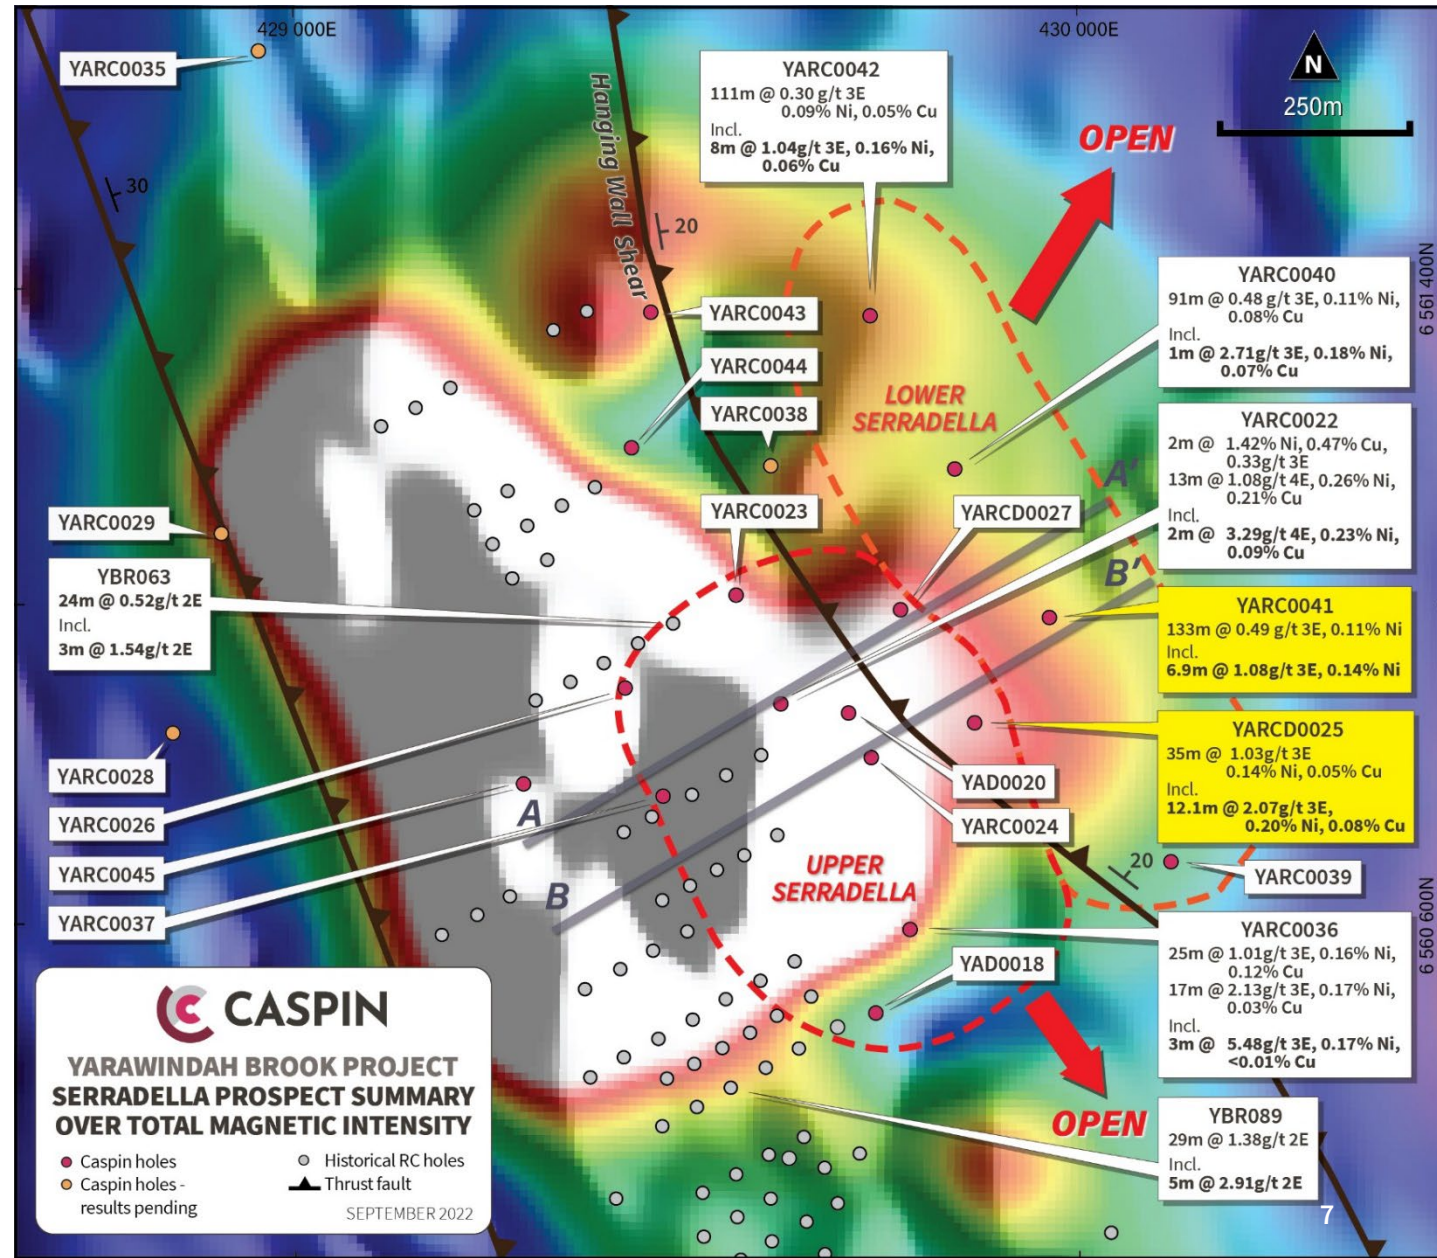 429 000E
430 000E
YARC0035
YARC0042
111m @ 0.30 g/t 3E
0.09% Ni, 0.05% Cu
Incl.
8m @ 1.04g/t 3E, 0.16% Ni,
0.06% Cu
N
250m
OPEN
Hanging Wall Shear
30
20
6 561 400N
YARC0040
91m @ 0.48 g/t 3E, 0.11% Ni,
0.08% Cu
Incl.
1m @ 2.71g/t 3E, 0.18% Ni,
0.07% Cu
YARC0043
YARC0044
YARC0038
LOWER
SERRADELLA
YARC0022
2m @ 1.42% Ni, 0.47% Cu,
0.33g/t 3E
13m @ 1.08g/t 4E, 0.26% Ni,
0.21% Cu
Incl.
2m @ 3.29g/t 4E, 0.23% Ni,
0.09% Cu
A'
YARC0023
YARCD0027
YARC0029
B'
YBR063
24m @ 0.52g/t 2E
Incl.
3m @ 1.54g/t 2E
YARC0041
133m @ 0.49 g/t 3E, 0.11% Ni
Incl.
6.9m @ 1.08g/t 3E, 0.14% Ni
YARCD0025
35m @ 1.03g/t 3E
0.14% Ni, 0.05% Cu
Incl.
12.1m @ 2.07g/t 3E,
0.20% Ni, 0.08% Cu
YARC0028
YAD0020
YARC0026
A
YARC0024
YARC0045
UPPER
SERRADELLA
20
YARC0039
B
YARC0037
6 560 600N
YARC0036
25m @ 1.01g/t 3E, 0.16% Ni,
0.12% Cu
17m @ 2.13g/t 3E, 0.17% Ni,
0.03% Cu
Incl.
3m @ 5.48g/t 3E, 0.17% Ni,
<0.01% Cu
YAD0018
OPEN
YBR089
29m @ 1.38g/t 2E
Incl.
5m @ 2.91g/t 2E
CASPIN
YARAWINDAH BROOK PROJECT
SERRADELLA PROSPECT SUMMARY
OVER TOTAL MAGNETIC INTENSITY
Caspin holes
Caspin holes -
results pending
Historical RC holes
Thrust fault
SEPTEMBER 2022
7